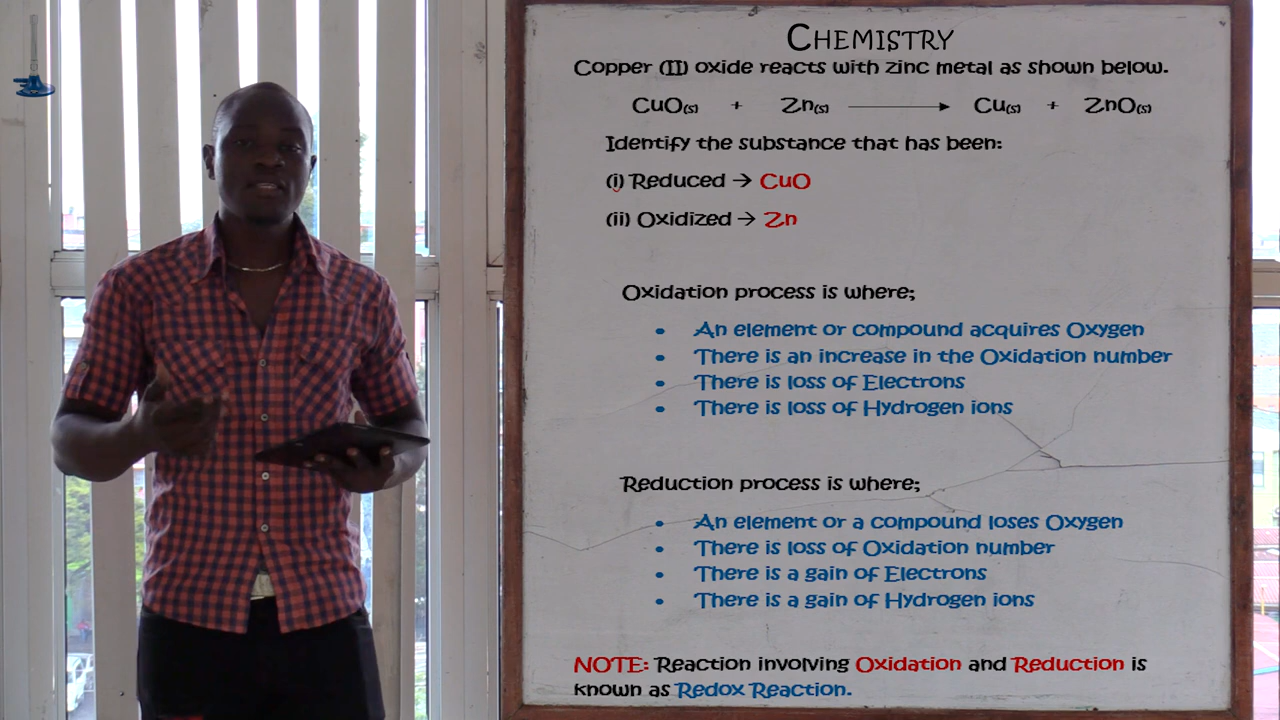 CHEMISTRY
Copper (II) oxide reacts with zinc metal as shown below.
CuO(s) + Zn(s) ⟶ Cu(s) + ZnO(s)
Identify the substance that has been:
(i) Reduced → CuO
(ii) Oxidized → Zn
Oxidation process is where;
• An element or compound acquires Oxygen
• There is an increase in the Oxidation number
• There is loss of Electrons
• There is loss of Hydrogen ions
Reduction process is where;
• An element or a compound loses Oxygen
• There is loss of Oxidation number
• There is a gain of Electrons
• There is a gain of Hydrogen ions
NOTE: Reaction involving Oxidation and Reduction is
known as Redox Reaction.